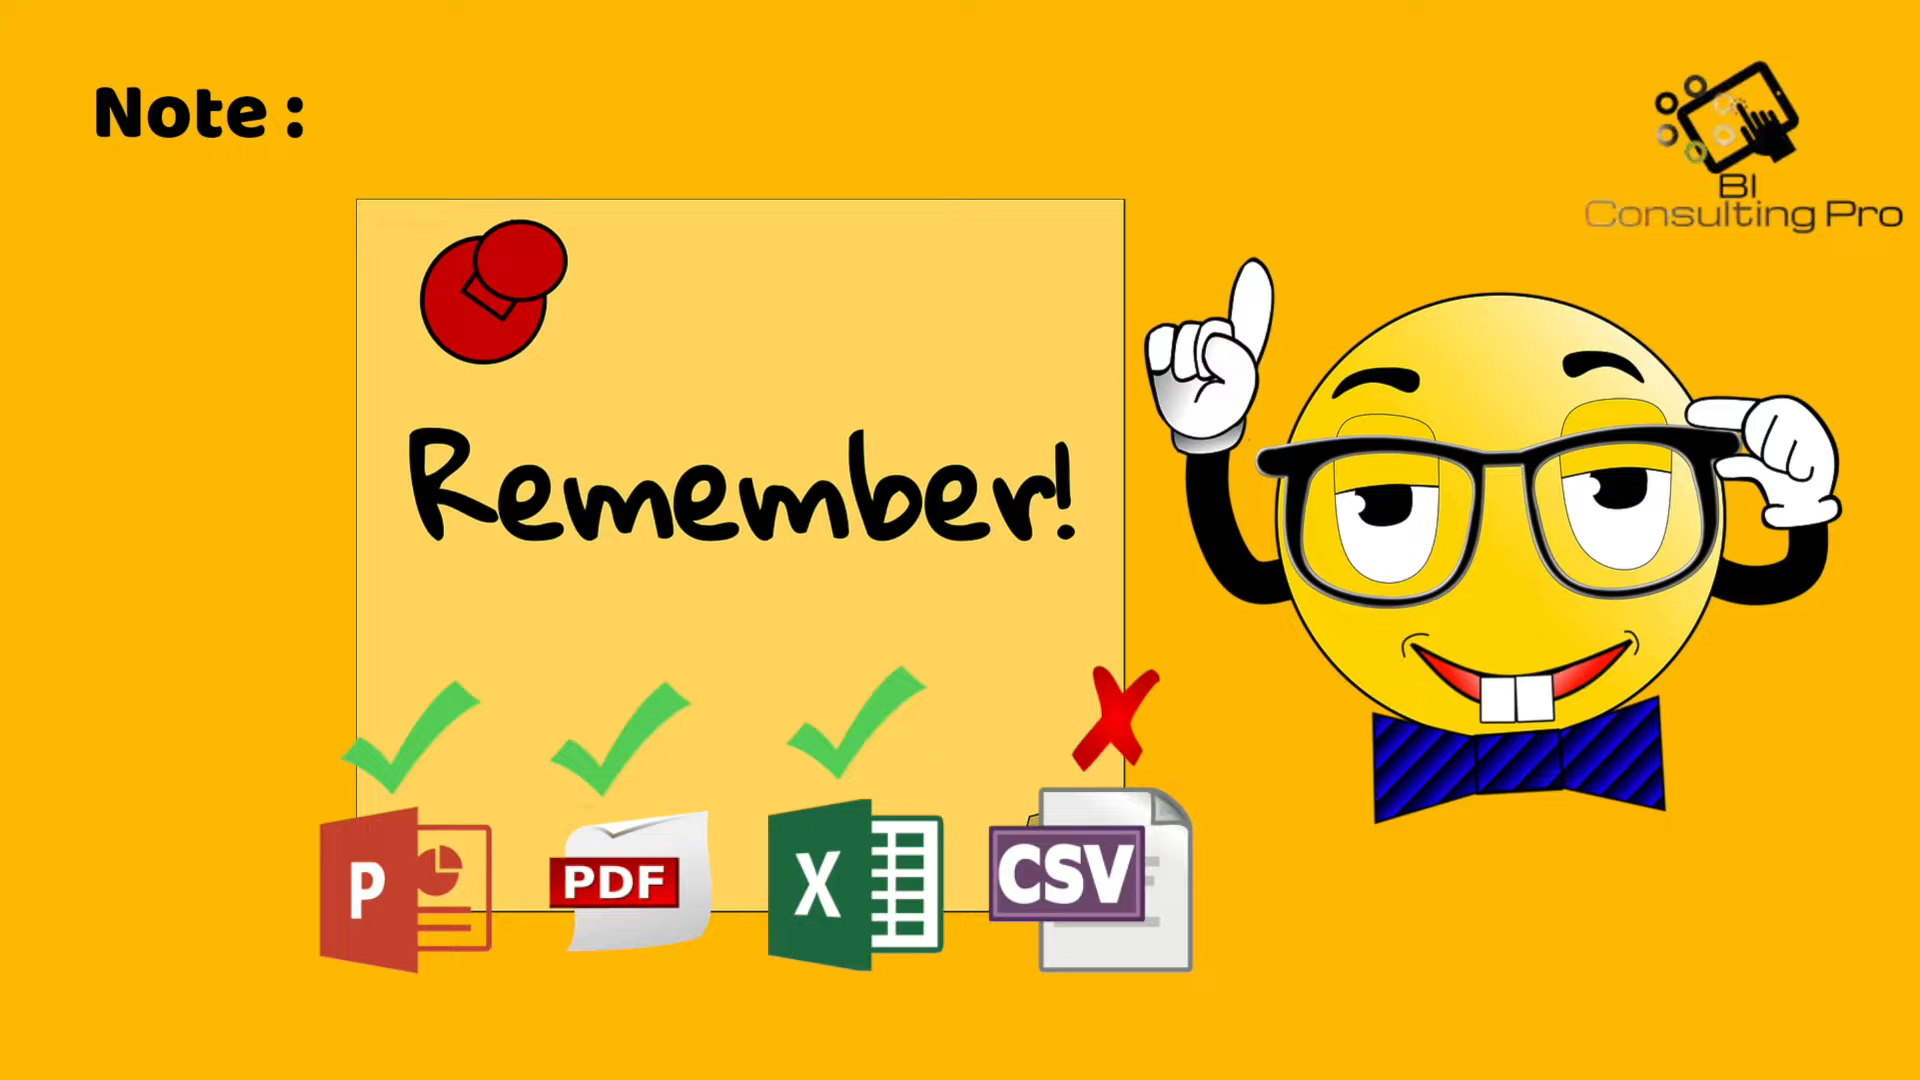 Note :
BI
Consulting Pro
Remember!
P
PDF
X
CSV